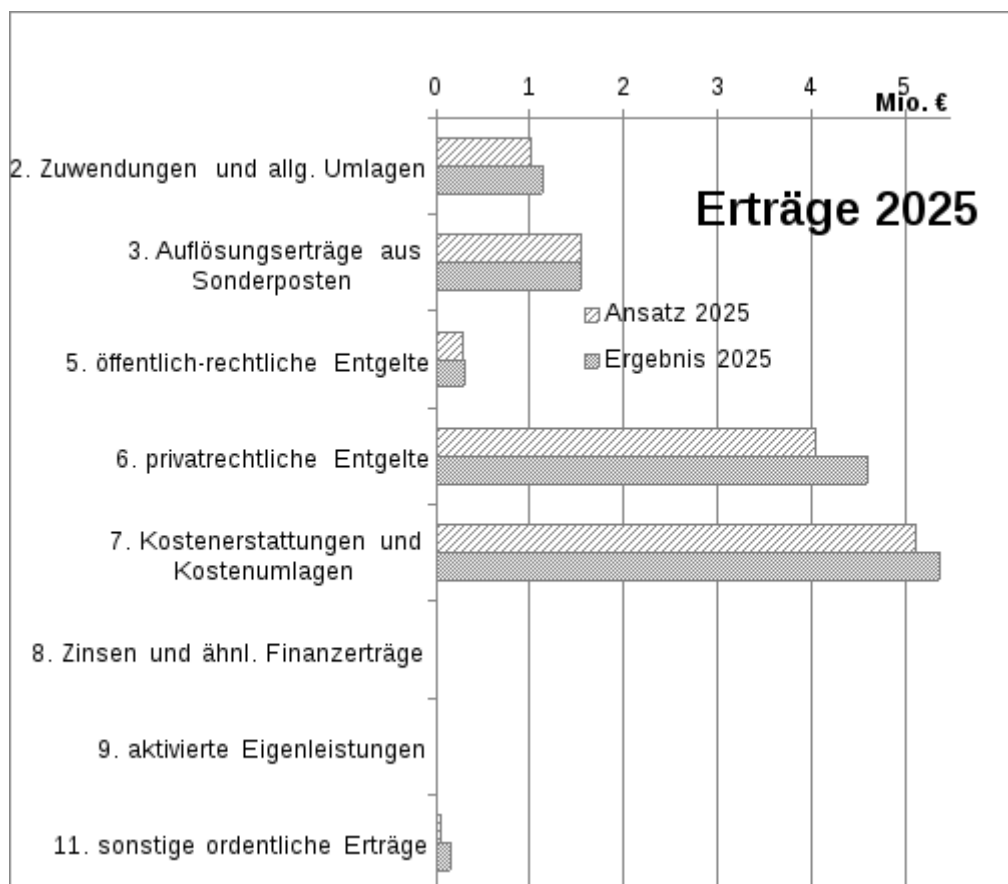 0 1 2 3 4 5
Mio. €
2. Zuwendungen und allg. Umlagen
Erträge 2025
3. Auflösungserträge aus
Sonderposten
Ansatz 2025
Ergebnis 2025
5. öffentlich-rechtliche Entgelte
6. privatrechtliche Entgelte
7. Kostenerstattungen und
Kostenumlagen
8. Zinsen und ähnl. Finanzerträge
9. aktivierte Eigenleistungen
11. sonstige ordentliche Erträge